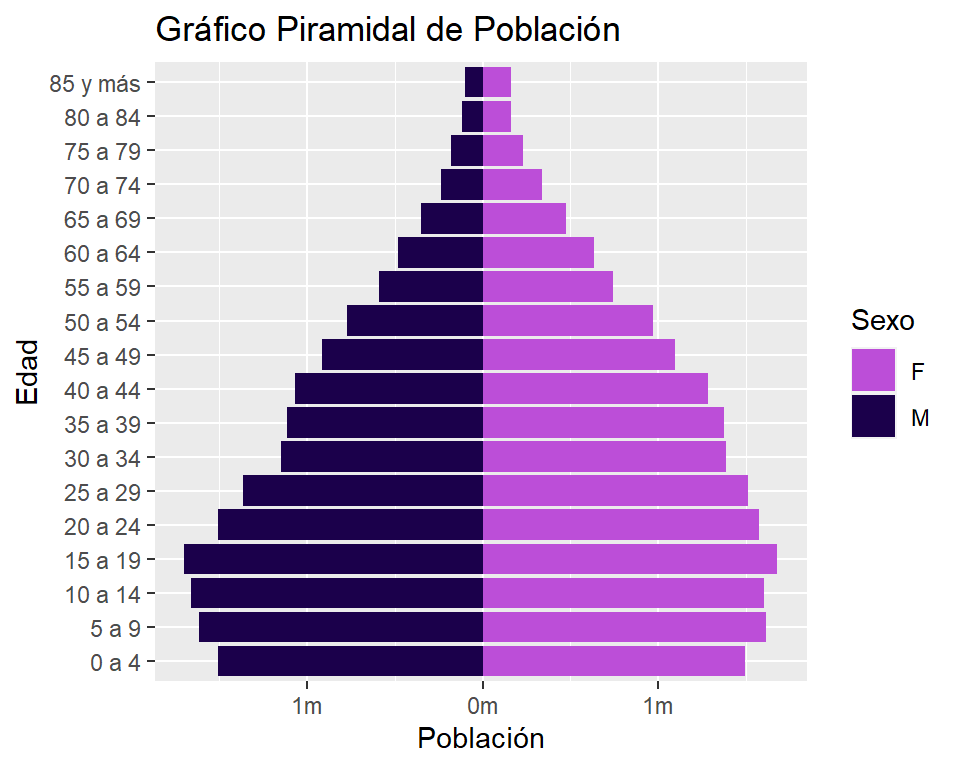 Gráfico Piramidal de Población
85 y más
80 a 84
75 a 79
70 a 74
65 a 69
60 a 64
55 a 59
50 a 54
45 a 49
40 a 44
35 a 39
30 a 34
25 a 29
20 a 24
15 a 19
10 a 14
5 a 9
0 a 4
Edad
1m 0m 1m
Población
Sexo
F
M